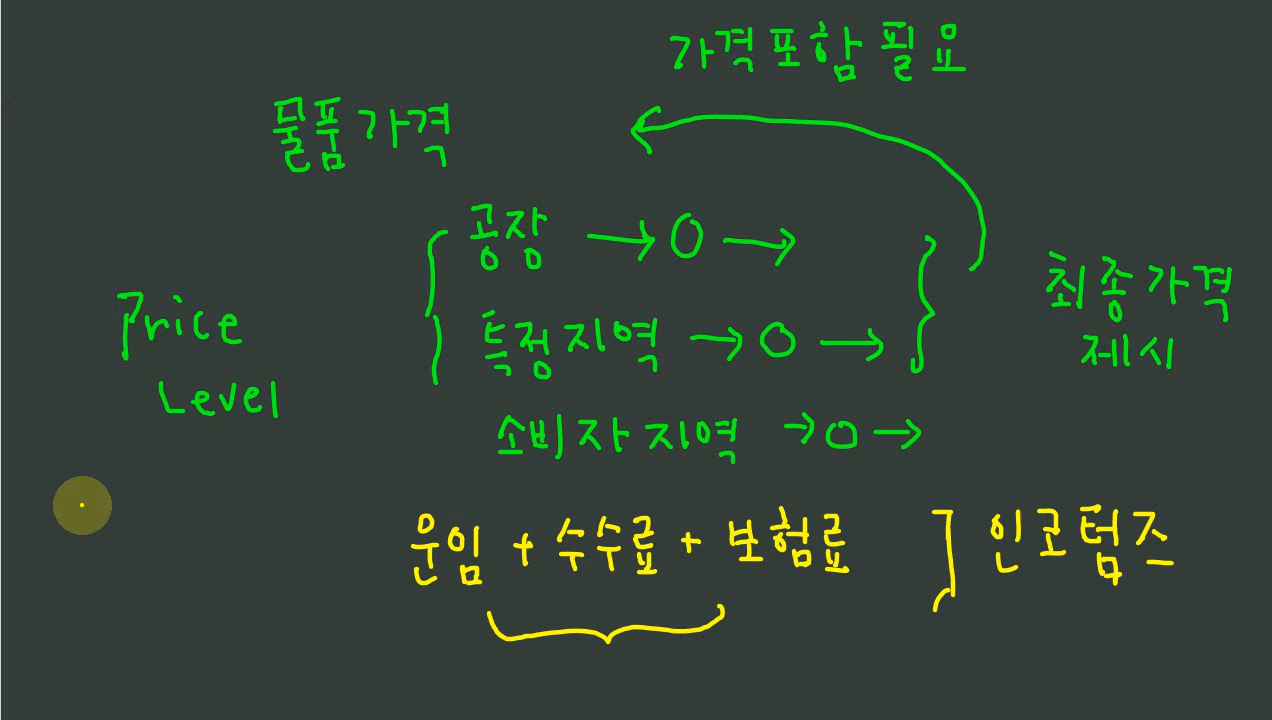 가격포함 필요
물품가격
공장 → O →
특정지역 → O →
최종가격
제시
Price
Level
소비자지역 → O →
운임 + 수수료 + 보험료 ] 인코텀즈